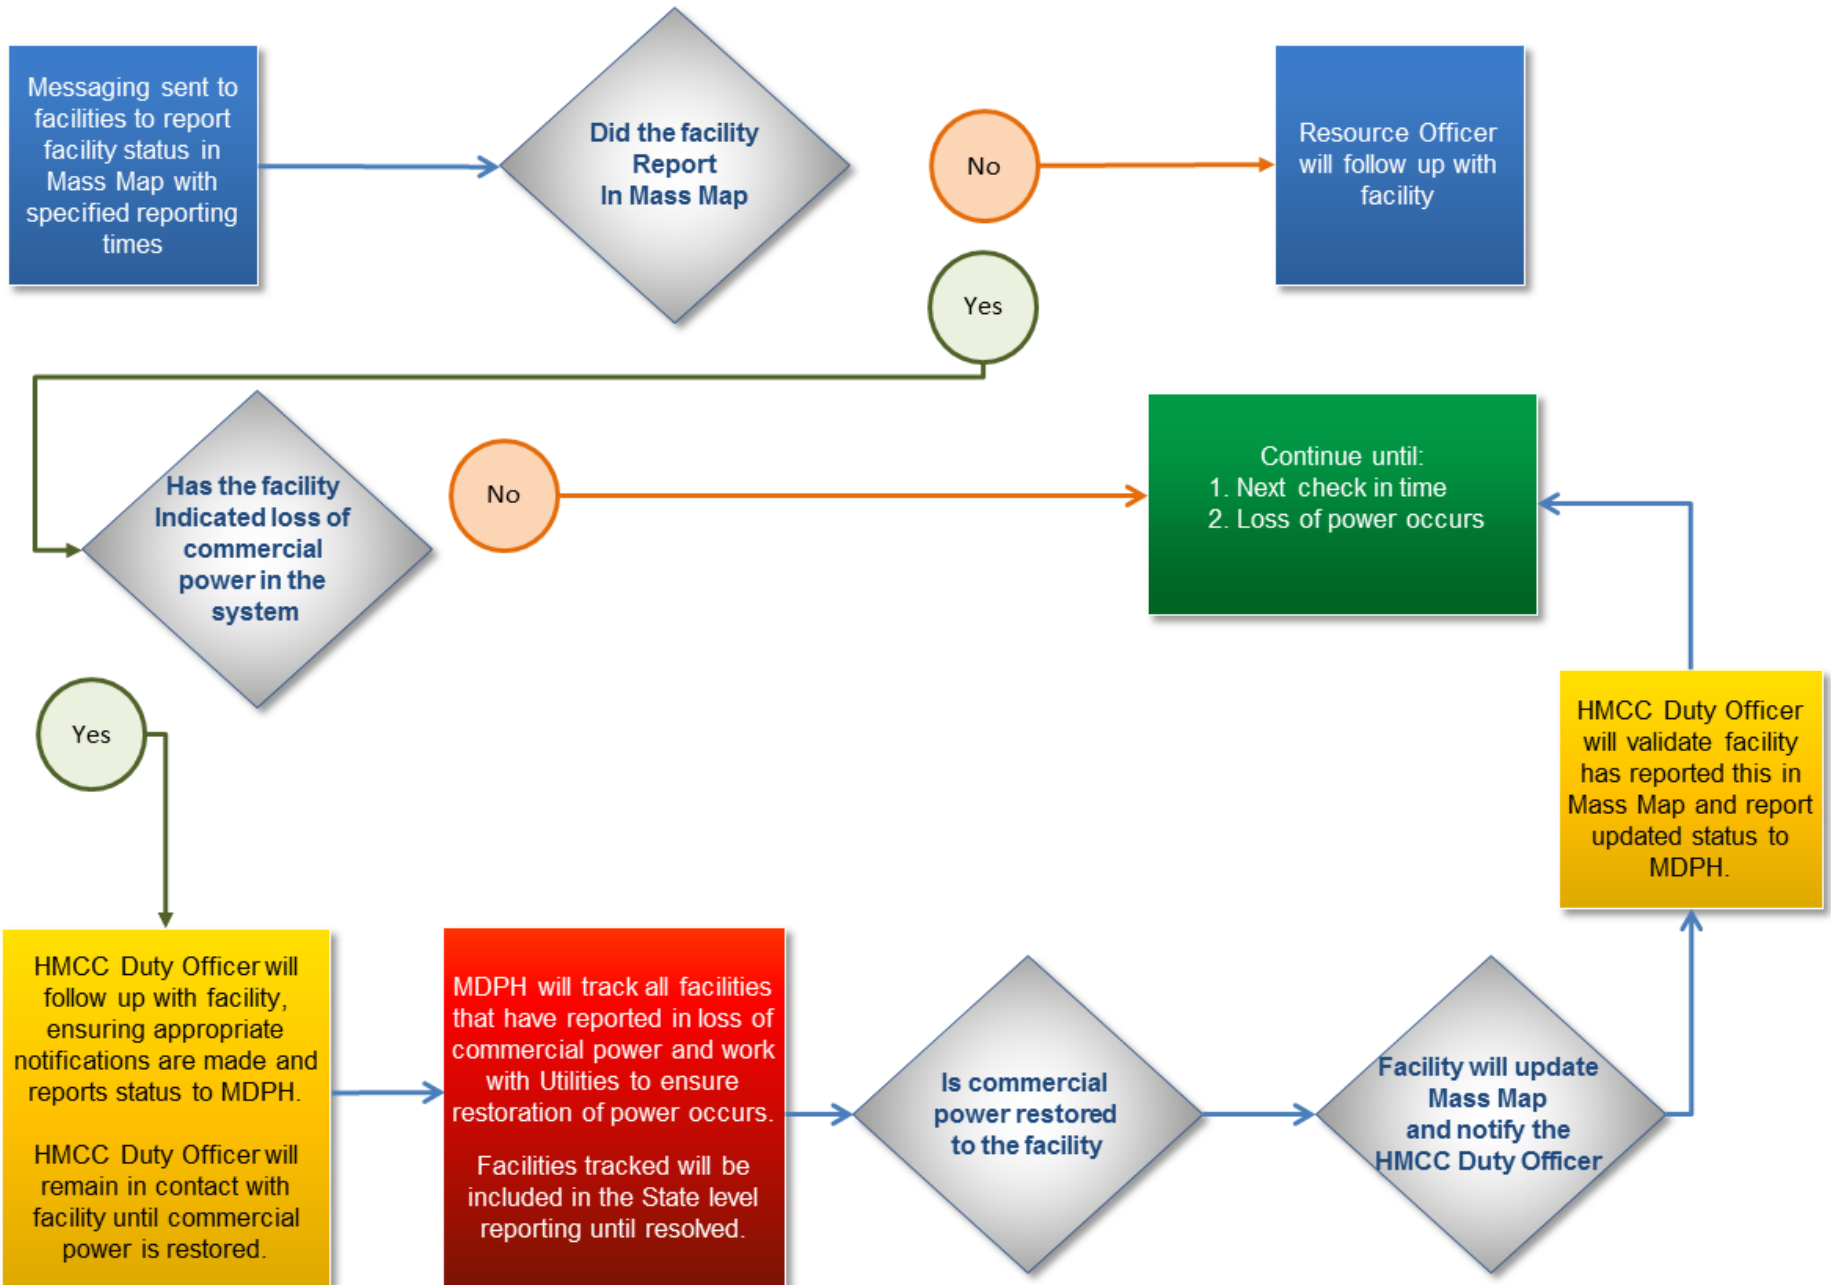 Messaging sent to
facilities to report
facility status in
Mass Map with
specified reporting
times
Did the facility
Report
In Mass Map
No
Resource Officer
will follow up with
facility
Yes
Has the facility
Indicated loss of
commercial
power in the
system
No
Continue until:
1. Next check in time
2. Loss of power occurs
Yes
HMCC Duty Officer will
follow up with facility,
ensuring appropriate
notifications are made and
reports status to MDPH.
HMCC Duty Officer will
remain in contact with
facility until commercial
power is restored.
MDPH will track all facilities
that have reported in loss of
commercial power and work
with Utilities to ensure
restoration of power occurs.
Facilities tracked will be
included in the State level
reporting until resolved.
Is commercial
power restored
to the facility
Facility will update
Mass Map
and notify the
HMCC Duty Officer
HMCC Duty Officer
will validate facility
has reported this in
Mass Map and report
updated status to
MDPH.